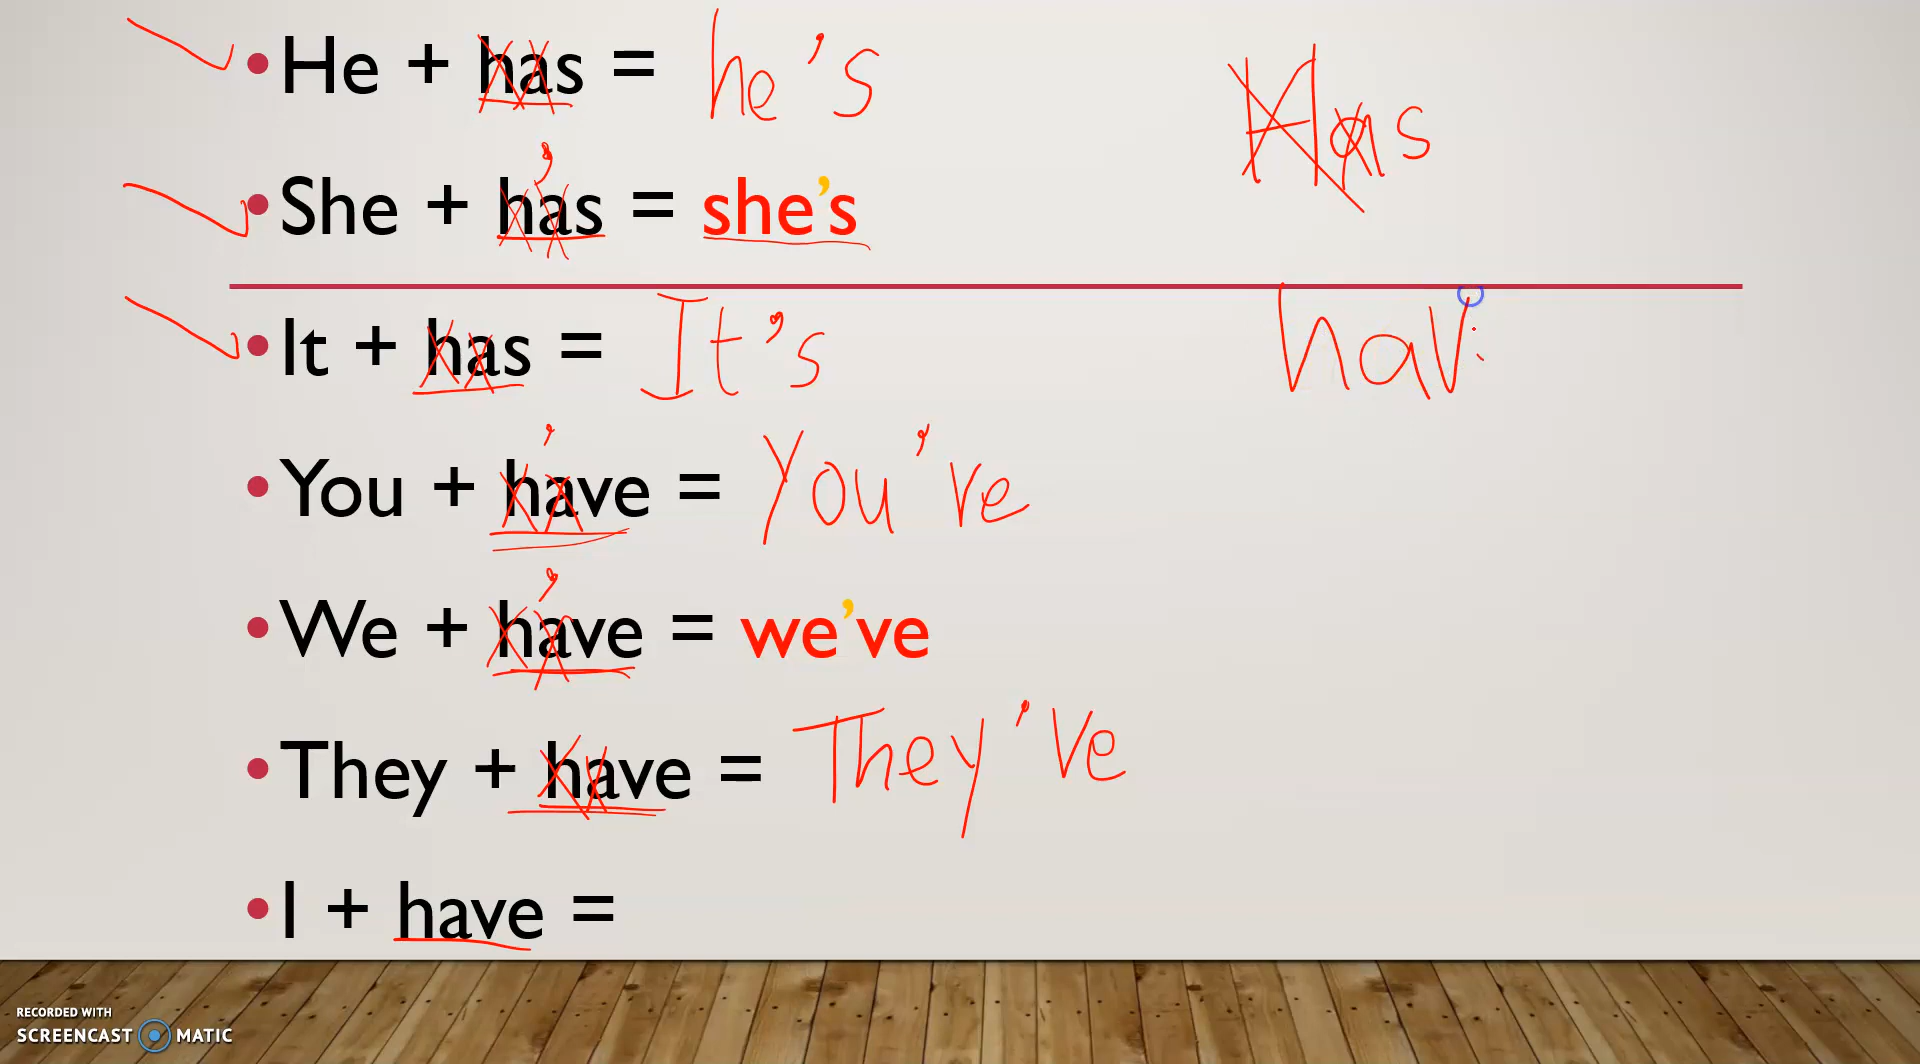 • He + has = he's
Has
• She + has = she's
• It + has = It's
hav
• You + have = You've
• We + have = we've
• They + have = They've
• I + have =
RECORDED WITH
SCREENCAST MATIC